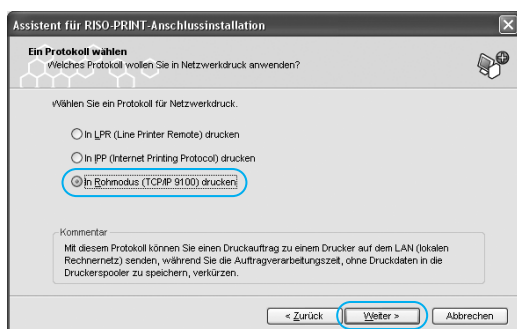 Assistent für RISO-PRINT-Anschlussinstallation
Ein Protokoll wählen
Welches Protokoll wollen Sie in Netzwerkdruck anwenden?
Wählen Sie ein Protokoll für Netzwerkdruck.
In LPR (Line Printer Remote) drucken
In IPP (Internet Printing Protocol) drucken
In Rohmodus (TCP/IP 9100) drucken
Kommentar
Mit diesem Protokoll können Sie einen Druckauftrag zu einem Drucker auf dem LAN (lokalen
Rechnernetz) senden, während Sie die Auftragverarbeitungszeit, ohne Druckdaten in die
Druckerspooler zu speichern, verkürzen.
< Zurück Weiter > Abbrechen